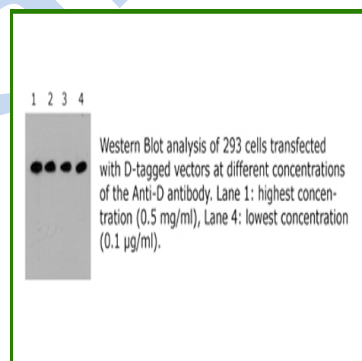 1 2 3 4
Western Blot analysis of 293 cells transfected
with D-tagged vectors at different concentrations
of the Anti-D antibody. Lane 1: highest concen-
tration (0.5 mg/ml), Lane 4: lowest concentration
(0.1 µg/ml).